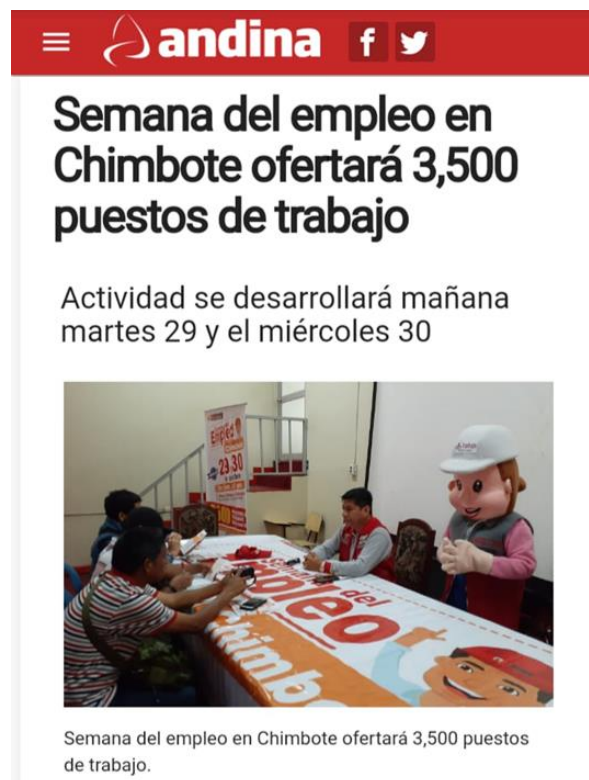 andina
Semana del empleo en
Chimbote ofertará 3,500
puestos de trabajo
Actividad se desarrollará mañana
martes 29 y el miércoles 30
Empleo
29.30
Semana del
empleo
Chimbo
Semana del empleo en Chimbote ofertará 3,500 puestos
de trabajo.